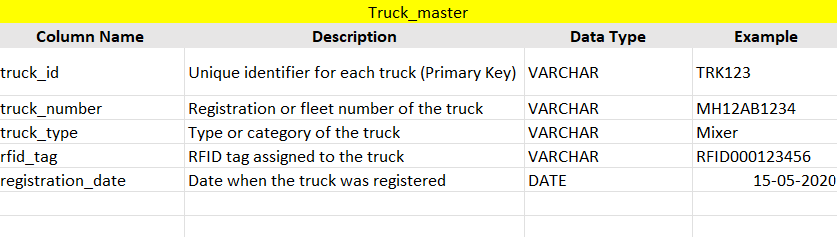 Truck_master
Column Name Description Data Type Example
truck_id Unique identifier for each truck (Primary Key) VARCHAR TRK123
truck_number Registration or fleet number of the truck VARCHAR MH12AB1234
truck_type Type or category of the truck VARCHAR Mixer
rfid_tag RFID tag assigned to the truck VARCHAR RFID000123456
registration_date Date when the truck was registered DATE 15-05-2020